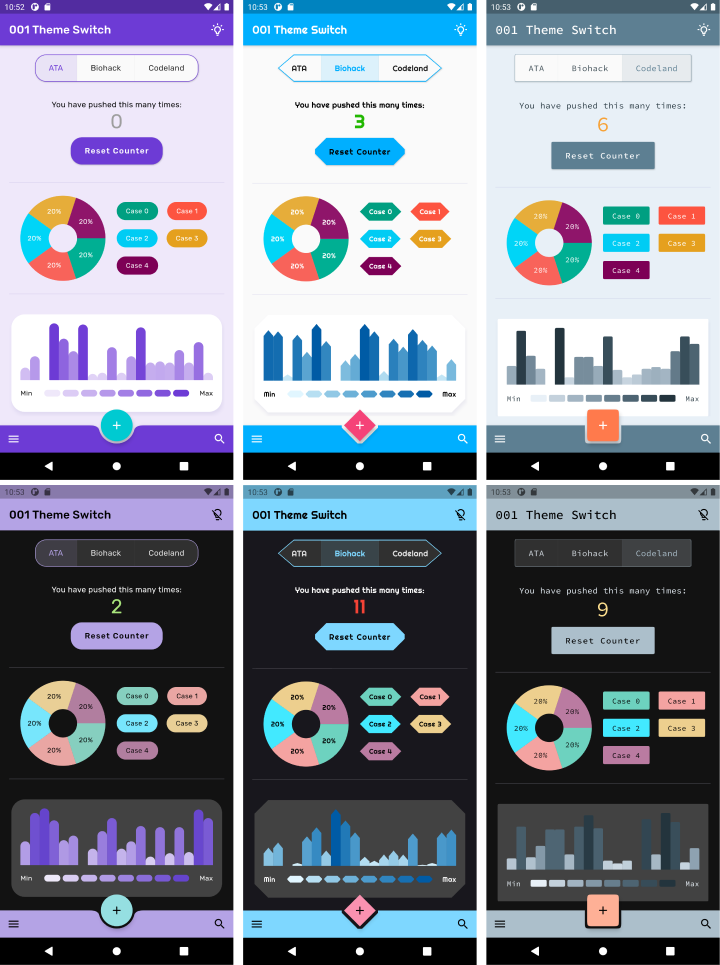 10:52
001 Theme Switch
ATA Biohack Codeland
You have pushed this many times:
0
Reset Counter
20% 20% 20% 20% 20%
Case 0 Case 1
Case 2 Case 3
Case 4
Min Max
+
10:53
001 Theme Switch
ATA Biohack Codeland
You have pushed this many times:
3
Reset Counter
20% 20% 20% 20% 20%
Case 0 Case 1
Case 2 Case 3
Case 4
Min Max
+
10:53
001 Theme Switch
ATA Biohack Codeland
You have pushed this many times:
6
Reset Counter
20% 20% 20% 20% 20%
Case 0 Case 1
Case 2 Case 3
Case 4
Min Max
+
10:53
001 Theme Switch
ATA Biohack Codeland
You have pushed this many times:
2
Reset Counter
20% 20% 20% 20% 20%
Case 0 Case 1
Case 2 Case 3
Case 4
Min Max
+
10:53
001 Theme Switch
ATA Biohack Codeland
You have pushed this many times:
11
Reset Counter
20% 20% 20% 20% 20%
Case 0 Case 1
Case 2 Case 3
Case 4
Min Max
+
10:53
001 Theme Switch
ATA Biohack Codeland
You have pushed this many times:
9
Reset Counter
20% 20% 20% 20% 20%
Case 0 Case 1
Case 2 Case 3
Case 4
Min Max
+